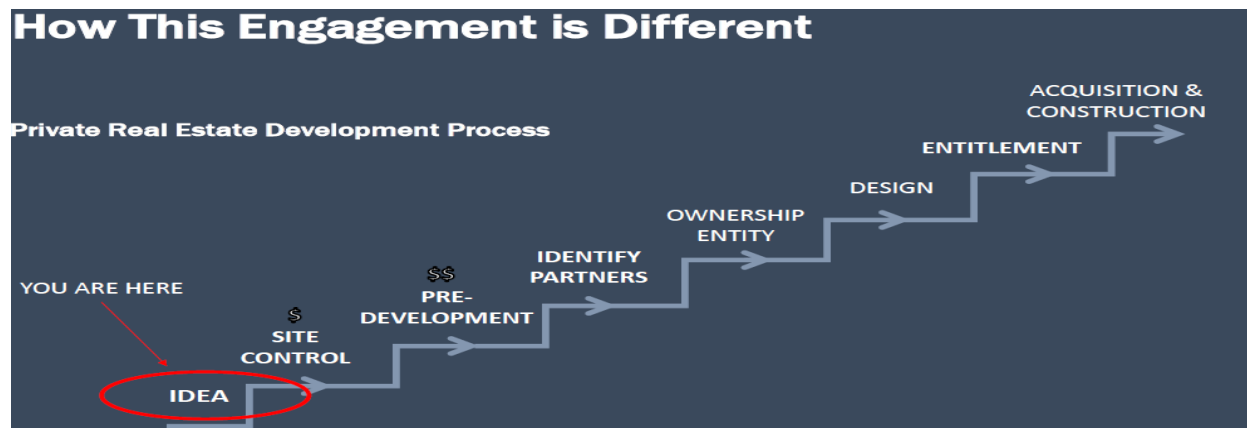 How This Engagement is Different
Private Real Estate Development Process
YOU ARE HERE
IDEA
$
SITE
CONTROL
$$
PRE-
DEVELOPMENT
IDENTIFY
PARTNERS
OWNERSHIP
ENTITY
DESIGN
ENTITLEMENT
ACQUISITION &
CONSTRUCTION